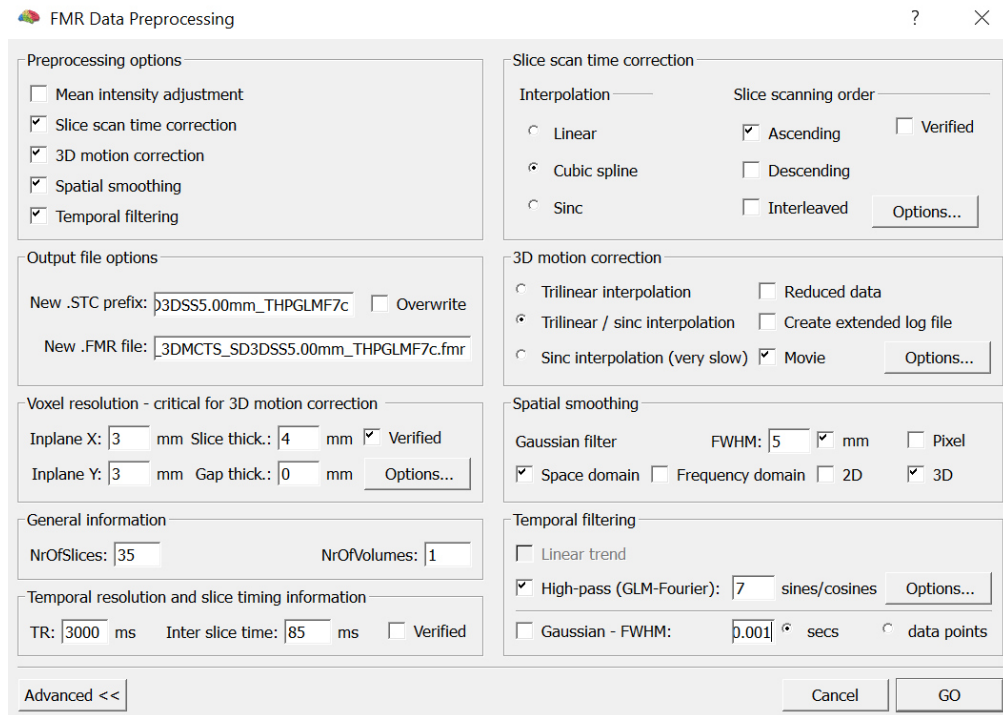 FMR Data Preprocessing ? ×
Preprocessing options
Mean intensity adjustment
Slice scan time correction
3D motion correction
Spatial smoothing
Temporal filtering
Slice scan time correction
Interpolation Slice scanning order
Linear Ascending Verified
Cubic spline Descending
Sinc Interleaved Options...
Output file options
New .STC prefix: D3DSS5.00mm_THPGLMF7c Overwrite
New .FMR file: _3DMCTS_SD3DSS5.00mm_THPGLMF7c.fmr
3D motion correction
Trilinear interpolation Reduced data
Trilinear / sinc interpolation Create extended log file
Sinc interpolation (very slow) Movie Options...
Voxel resolution - critical for 3D motion correction
Inplane X: 3 mm Slice thick.: 4 mm Verified
Inplane Y: 3 mm Gap thick.: 0 mm Options...
Spatial smoothing
Gaussian filter FWHM: 5 mm Pixel
Space domain Frequency domain 2D 3D
General information
NrOfSlices: 35 NrOfVolumes: 1
Temporal filtering
Linear trend
High-pass (GLM-Fourier): 7 sines/cosines Options...
Gaussian - FWHM: 0.001 secs data points
Temporal resolution and slice timing information
TR: 3000 ms Inter slice time: 85 ms Verified
Advanced << Cancel GO